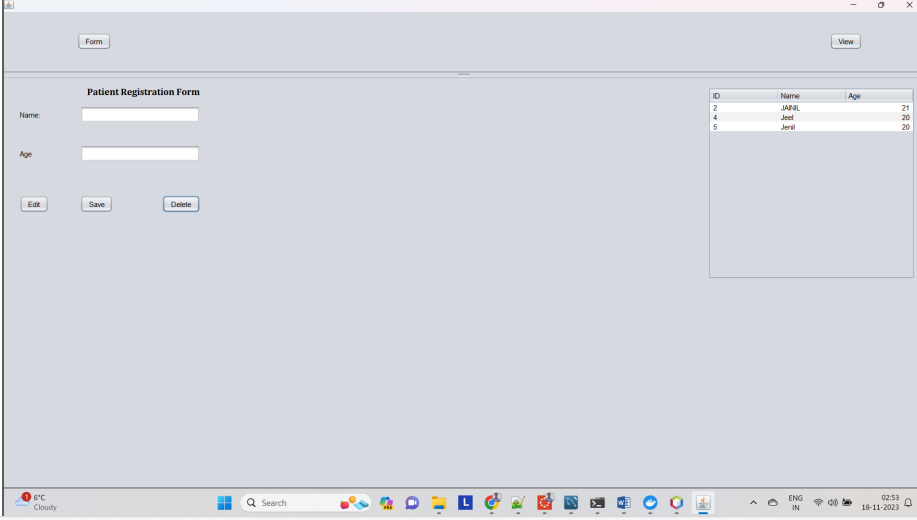 Form
View
Patient Registration Form
Name:
Age
Edit
Save
Delete
ID Name Age
2 JAINIL 21
4 Jeel 20
5 Jenil 20
1
6°C
Cloudy
Search
PRE
L
W
ENG
IN
02:53
18-11-2023